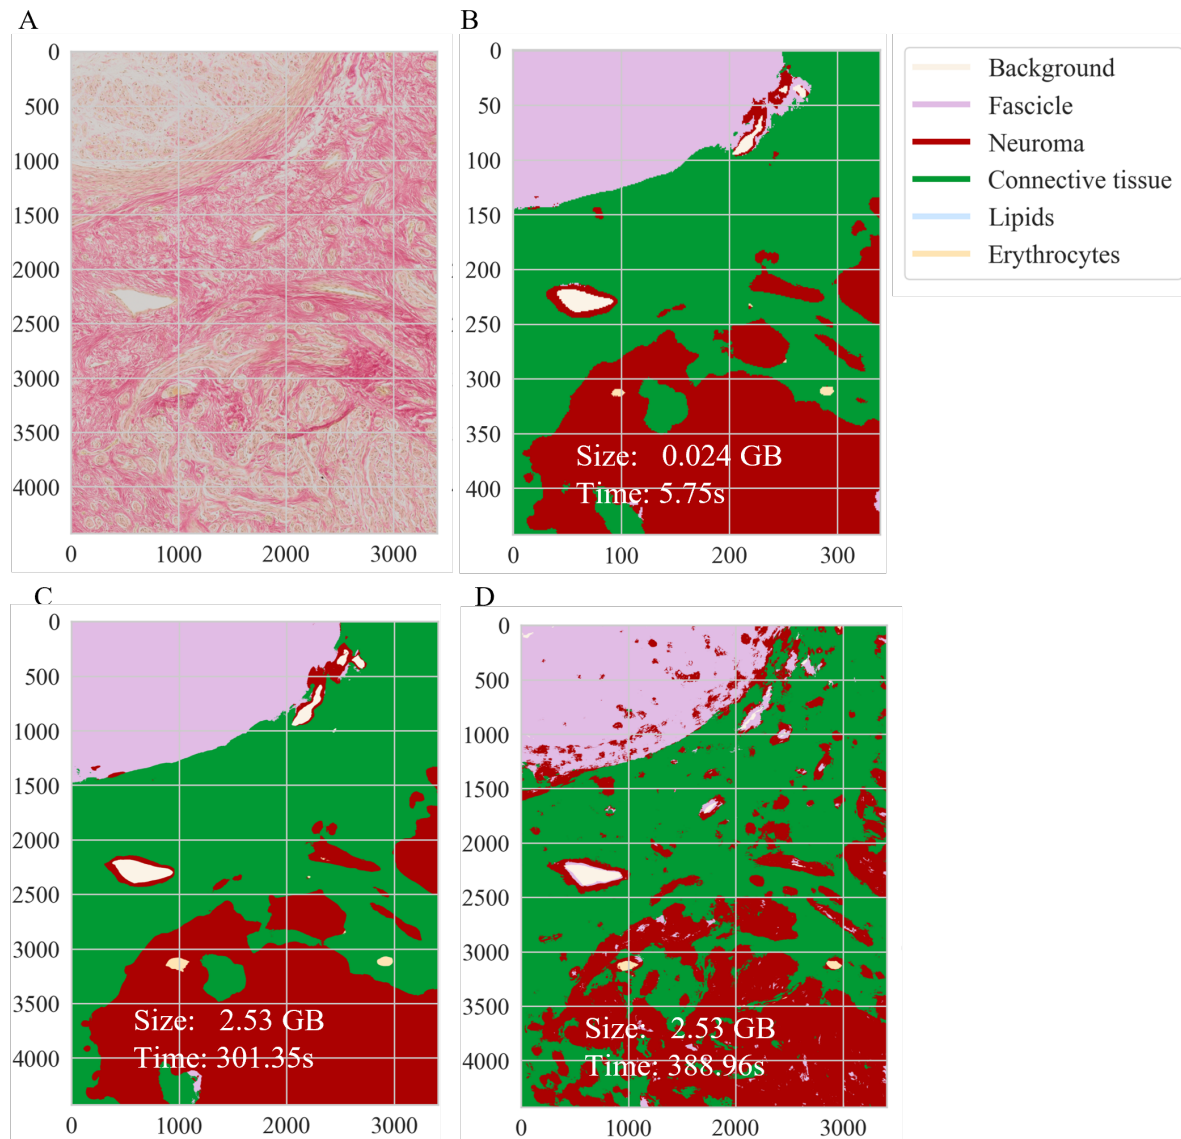 A
0
500
1000
1500
2000
2500
3000
3500
4000
0 1000 2000 3000
B
0
50
100
150
200
250
300
350
400
0 100 200 300
Size: 0.024 GB
Time: 5.75s
Background
Fascicle
Neuroma
Connective tissue
Lipids
Erythrocytes
C
0
500
1000
1500
2000
2500
3000
3500
4000
0 1000 2000 3000
Size: 2.53 GB
Time: 301.35s
D
0
500
1000
1500
2000
2500
3000
3500
4000
0 1000 2000 3000
Size: 2.53 GB
Time: 388.96s